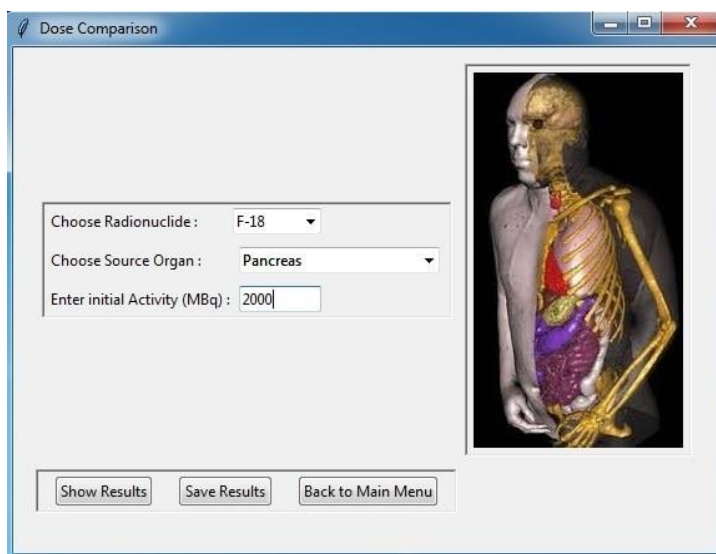 Dose Comparison
Choose Radionuclide : F-18
Choose Source Organ : Pancreas
Enter initial Activity (MBq) : 2000
Show Results Save Results Back to Main Menu